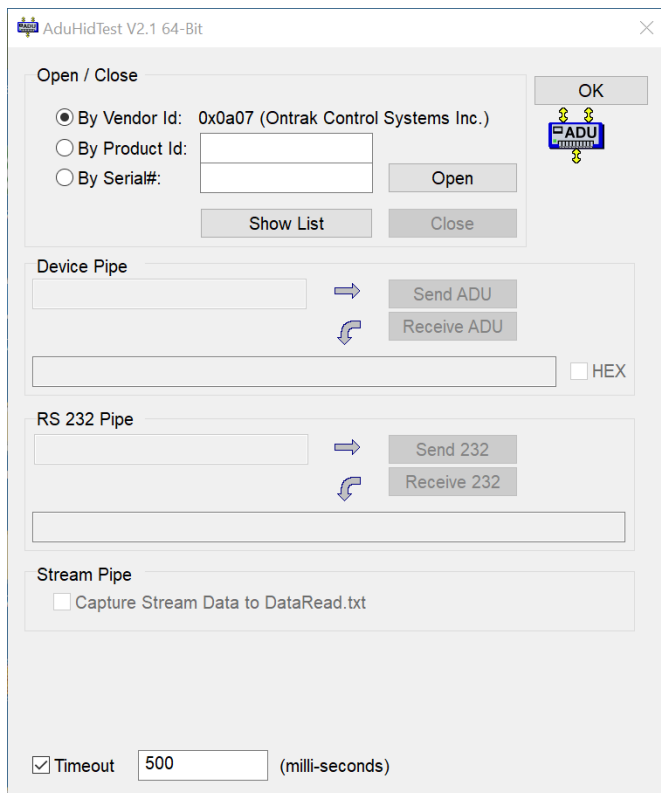 AduHidTest V2.1 64-Bit
Open / Close
OK
By Vendor Id: 0x0a07 (Ontrak Control Systems Inc.)
ADU
By Product Id:
By Serial#:
Open
Show List
Close
Device Pipe
Send ADU
Receive ADU
HEX
RS 232 Pipe
Send 232
Receive 232
Stream Pipe
Capture Stream Data to DataRead.txt
Timeout 500 (milli-seconds)